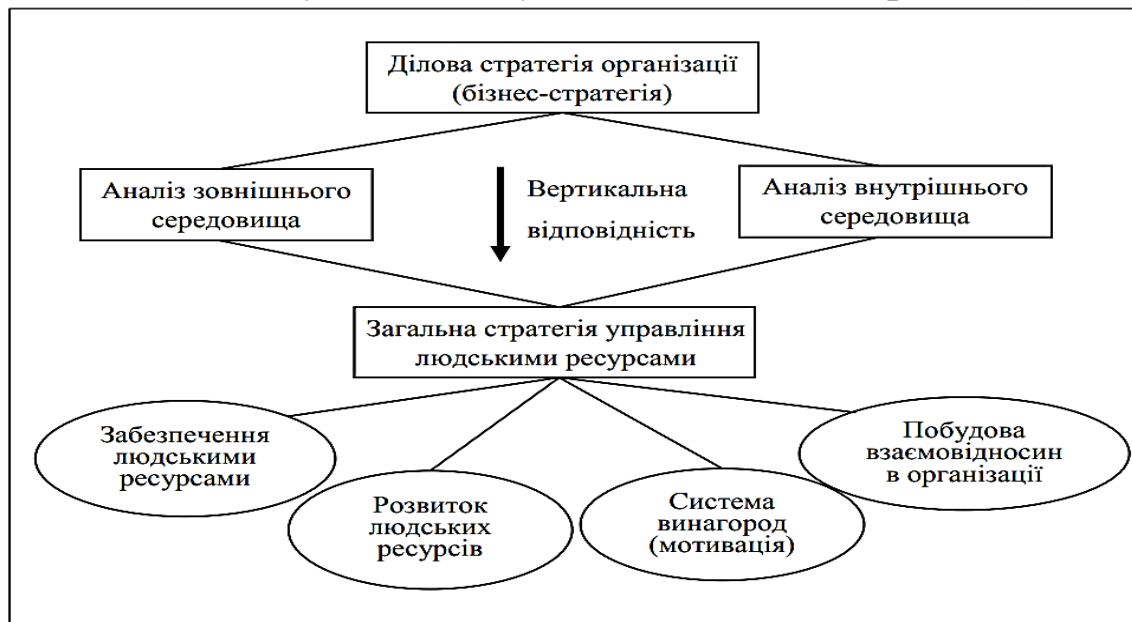 Ділова стратегія організації
(бізнес-стратегія)
Аналіз зовнішнього
середовища
Вертикальна
відповідність
Аналіз внутрішнього
середовища
Загальна стратегія управління
людськими ресурсами
Забезпечення
людськими
ресурсами
Розвиток
людських
ресурсів
Система
винагород
(мотивація)
Побудова
взаємовідносин
в організації